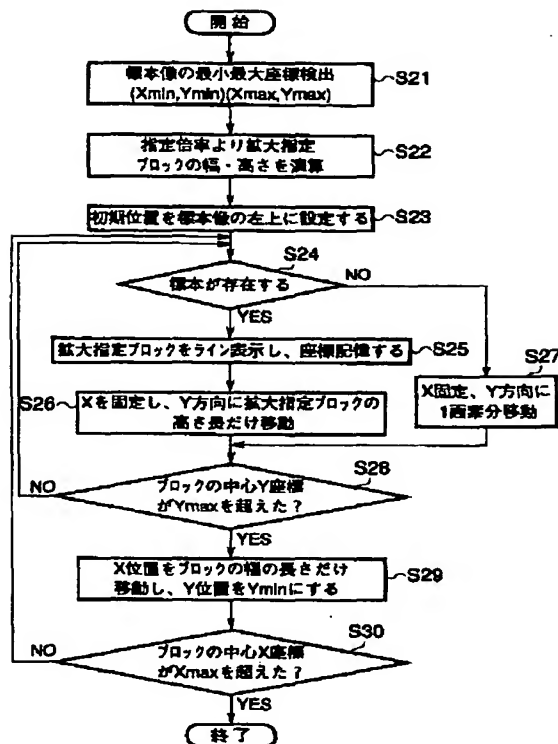 開始
標本像の最小最大座標検出
(Xmin,Ymin)(Xmax,Ymax)
S21
指定倍率より拡大指定
ブロックの幅・高さを演算
S22
初期位置を標本像の左上に設定する
S23
S24
標本が存在する
NO
YES
拡大指定ブロックをライン表示し、座標記憶する
S25
S26
Xを固定し、Y方向に拡大指定ブロックの
高さ長だけ移動
S27
X固定、Y方向に
1画素分移動
S28
ブロックの中心Y座標
がYmaxを超えた？
NO
YES
X位置をブロックの幅の長さだけ
移動し、Y位置をYminにする
S29
S30
ブロックの中心X座標
がXmaxを超えた？
NO
YES
終了